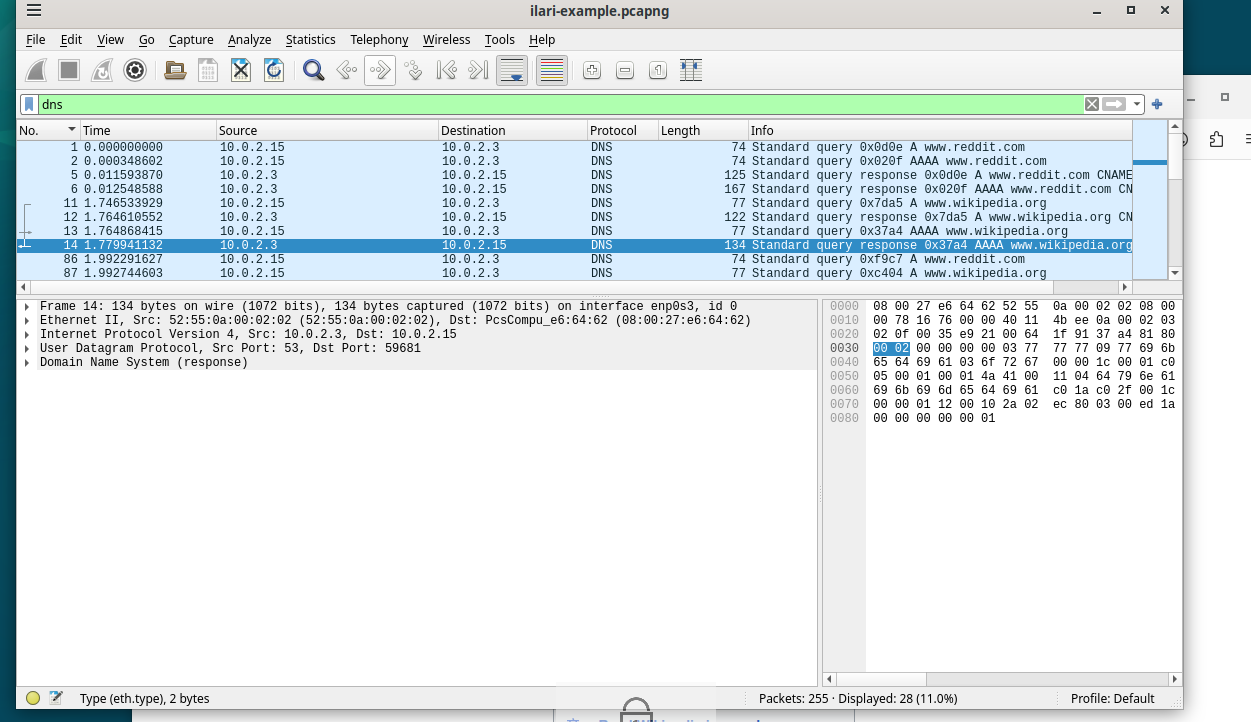 ilari-example.pcapng
File Edit View Go Capture Analyze Statistics Telephony Wireless Tools Help
dns
No. Time Source Destination Protocol Length Info
1 0.000000000 10.0.2.15 10.0.2.3 DNS 74 Standard query 0x0d0e A www.reddit.com
2 0.000348602 10.0.2.15 10.0.2.3 DNS 74 Standard query 0x020f AAAA www.reddit.com
5 0.011593870 10.0.2.3 10.0.2.15 DNS 125 Standard query response 0x0d0e A www.reddit.com CNAME
6 0.012548588 10.0.2.3 10.0.2.15 DNS 167 Standard query response 0x020f AAAA www.reddit.com CN
11 1.746533929 10.0.2.15 10.0.2.3 DNS 77 Standard query 0x7da5 A www.wikipedia.org
12 1.764610552 10.0.2.3 10.0.2.15 DNS 122 Standard query response 0x7da5 A www.wikipedia.org CN
13 1.764868415 10.0.2.15 10.0.2.3 DNS 77 Standard query 0x37a4 AAAA www.wikipedia.org
14 1.779941132 10.0.2.3 10.0.2.15 DNS 134 Standard query response 0x37a4 AAAA www.wikipedia.org
86 1.992291627 10.0.2.15 10.0.2.3 DNS 74 Standard query 0xf9c7 A www.reddit.com
87 1.992744603 10.0.2.15 10.0.2.3 DNS 77 Standard query 0xc404 A www.wikipedia.org
Frame 14: 134 bytes on wire (1072 bits), 134 bytes captured (1072 bits) on interface enp0s3, id 0
Ethernet II, Src: 52:55:0a:00:02:02 (52:55:0a:00:02:02), Dst: PcsCompu_e6:64:62 (08:00:27:e6:64:62)
Internet Protocol Version 4, Src: 10.0.2.3, Dst: 10.0.2.15
User Datagram Protocol, Src Port: 53, Dst Port: 59681
Domain Name System (response)
0000 08 00 27 e6 64 62 52 55 0a 00 02 02 08 00
0010 00 78 16 76 00 00 40 11 4b ee 0a 00 02 03
0020 02 0f 00 35 e9 21 00 64 1f 91 37 a4 81 80
0030 00 02 00 00 00 00 03 77 77 77 09 77 69 6b
0040 65 64 69 61 03 6f 72 67 00 00 1c 00 01 c0
0050 05 00 01 00 01 4a 41 00 11 04 64 79 6e 61
0060 69 6b 69 6d 65 64 69 61 c0 1a c0 2f 00 1c
0070 00 00 01 12 00 10 2a 02 ec 80 03 00 ed 1a
0080 00 00 00 00 00 01
Type (eth.type), 2 bytes
Packets: 255 · Displayed: 28 (11.0%)
Profile: Default